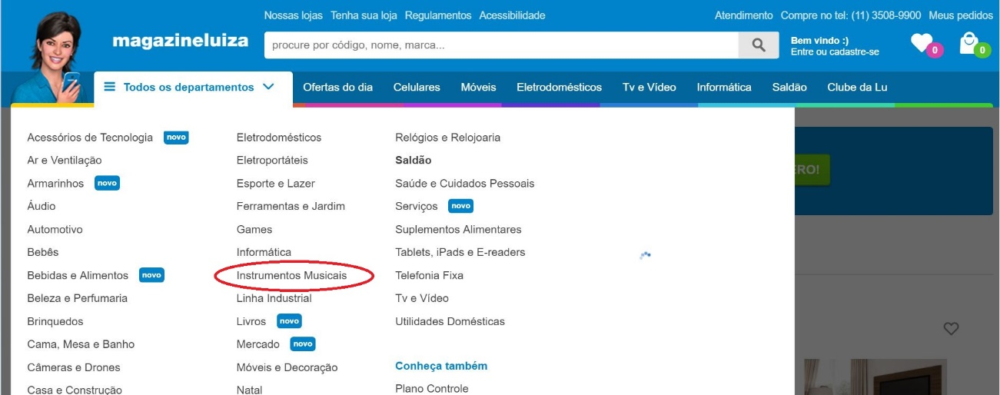 Nossas lojas Tenha sua loja Regulamentos Acessibilidade
Atendimento Compre no tel: (11) 3508-9900 Meus pedidos
magazineluiza
procure por código, nome, marca...
Bem vindo :)
Entre ou cadastre-se
0
0
Todos os departamentos
Ofertas do dia Celulares Móveis Eletrodomésticos Tv e Vídeo Informática Saldão Clube da Lu
Acessórios de Tecnologia novo
Ar e Ventilação
Armarinhos novo
Áudio
Automotivo
Bebês
Bebidas e Alimentos novo
Beleza e Perfumaria
Brinquedos
Cama, Mesa e Banho
Câmeras e Drones
Casa e Construção
Eletrodomésticos
Eletroportáteis
Esporte e Lazer
Ferramentas e Jardim
Games
Informática
Instrumentos Musicais
Linha Industrial
Livros novo
Mercado novo
Móveis e Decoração
Natal
Relógios e Relojoaria
Saldão
Saúde e Cuidados Pessoais
Serviços novo
Suplementos Alimentares
Tablets, iPads e E-readers
Telefonia Fixa
Tv e Vídeo
Utilidades Domésticas
Conheça também
Plano Controle
ERO!